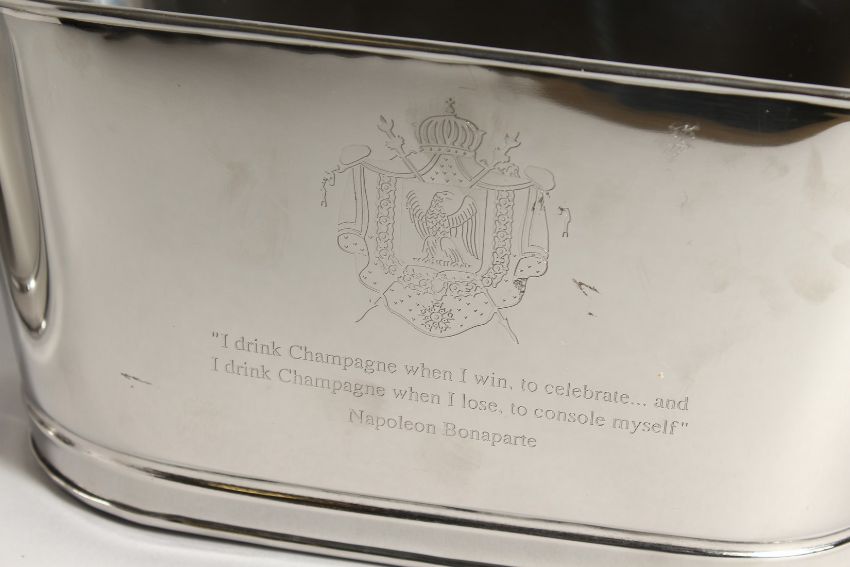 "I drink Champagne when I win, to celebrate... and
I drink Champagne when I lose, to console myself"
Napoleon Bonaparte